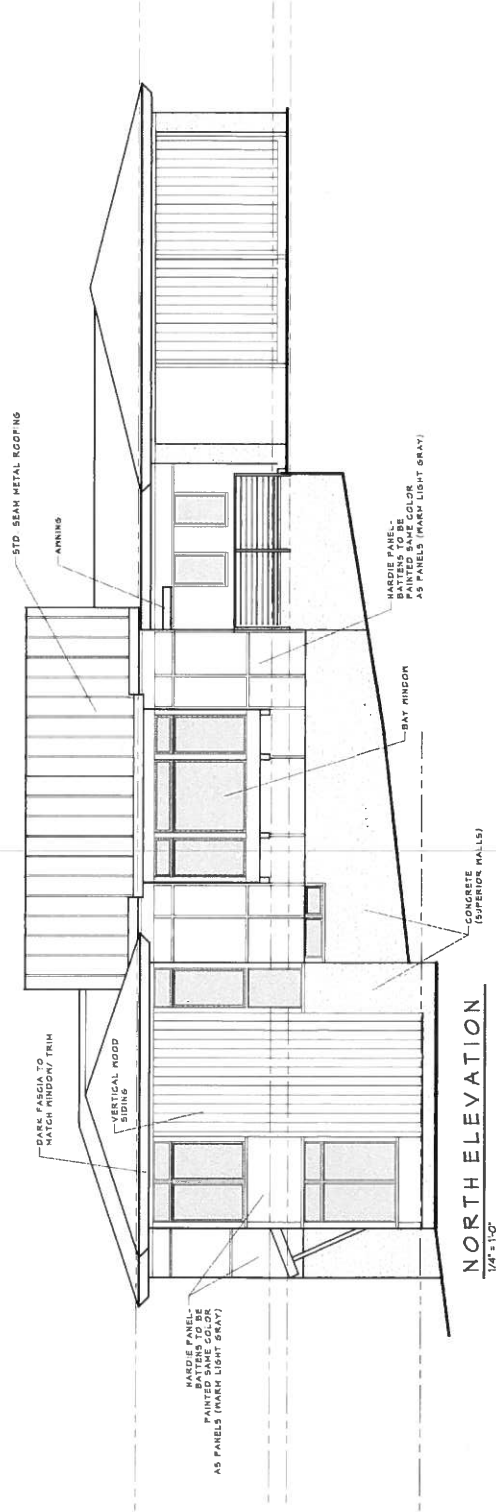 STD. SEAM METAL ROOFING
AWNING
DARK FASCIA TO
MATCH WINDOW/ TRIM
VERTICAL WOOD
SIDING
HARDIE PANEL-
BATTENS TO BE
PAINTED SAME COLOR
AS PANELS (WARM LIGHT GRAY)
BAY WINDOW
HARDIE PANEL-
BATTENS TO BE
PAINTED SAME COLOR
AS PANELS (WARM LIGHT GRAY)
CONCRETE
(SUPERIOR WALLS)
NORTH ELEVATION
1/4" = 1'-0"